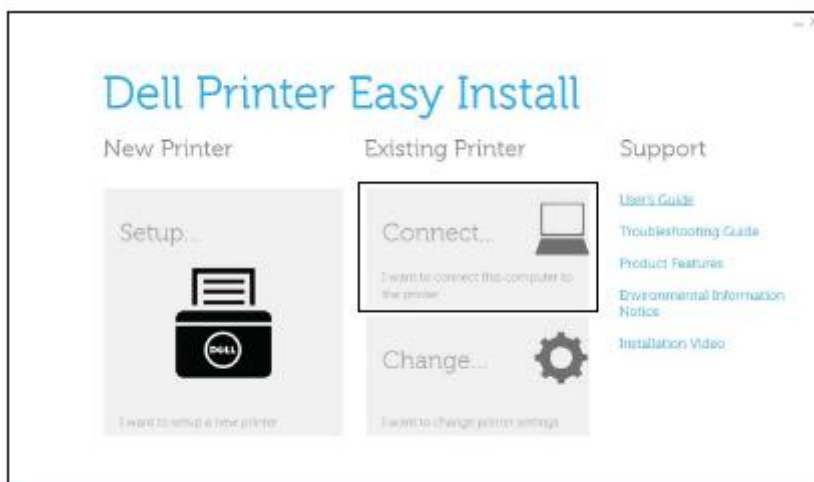 Dell Printer Easy Install
New Printer
Setup...
DELL
I want to setup a new printer
Existing Printer
Connect...
I want to connect this computer to
the printer
Change...
I want to change printer settings
Support
User's Guide
Troubleshooting Guide
Product Features
Environmental Information
Notice
Installation Video